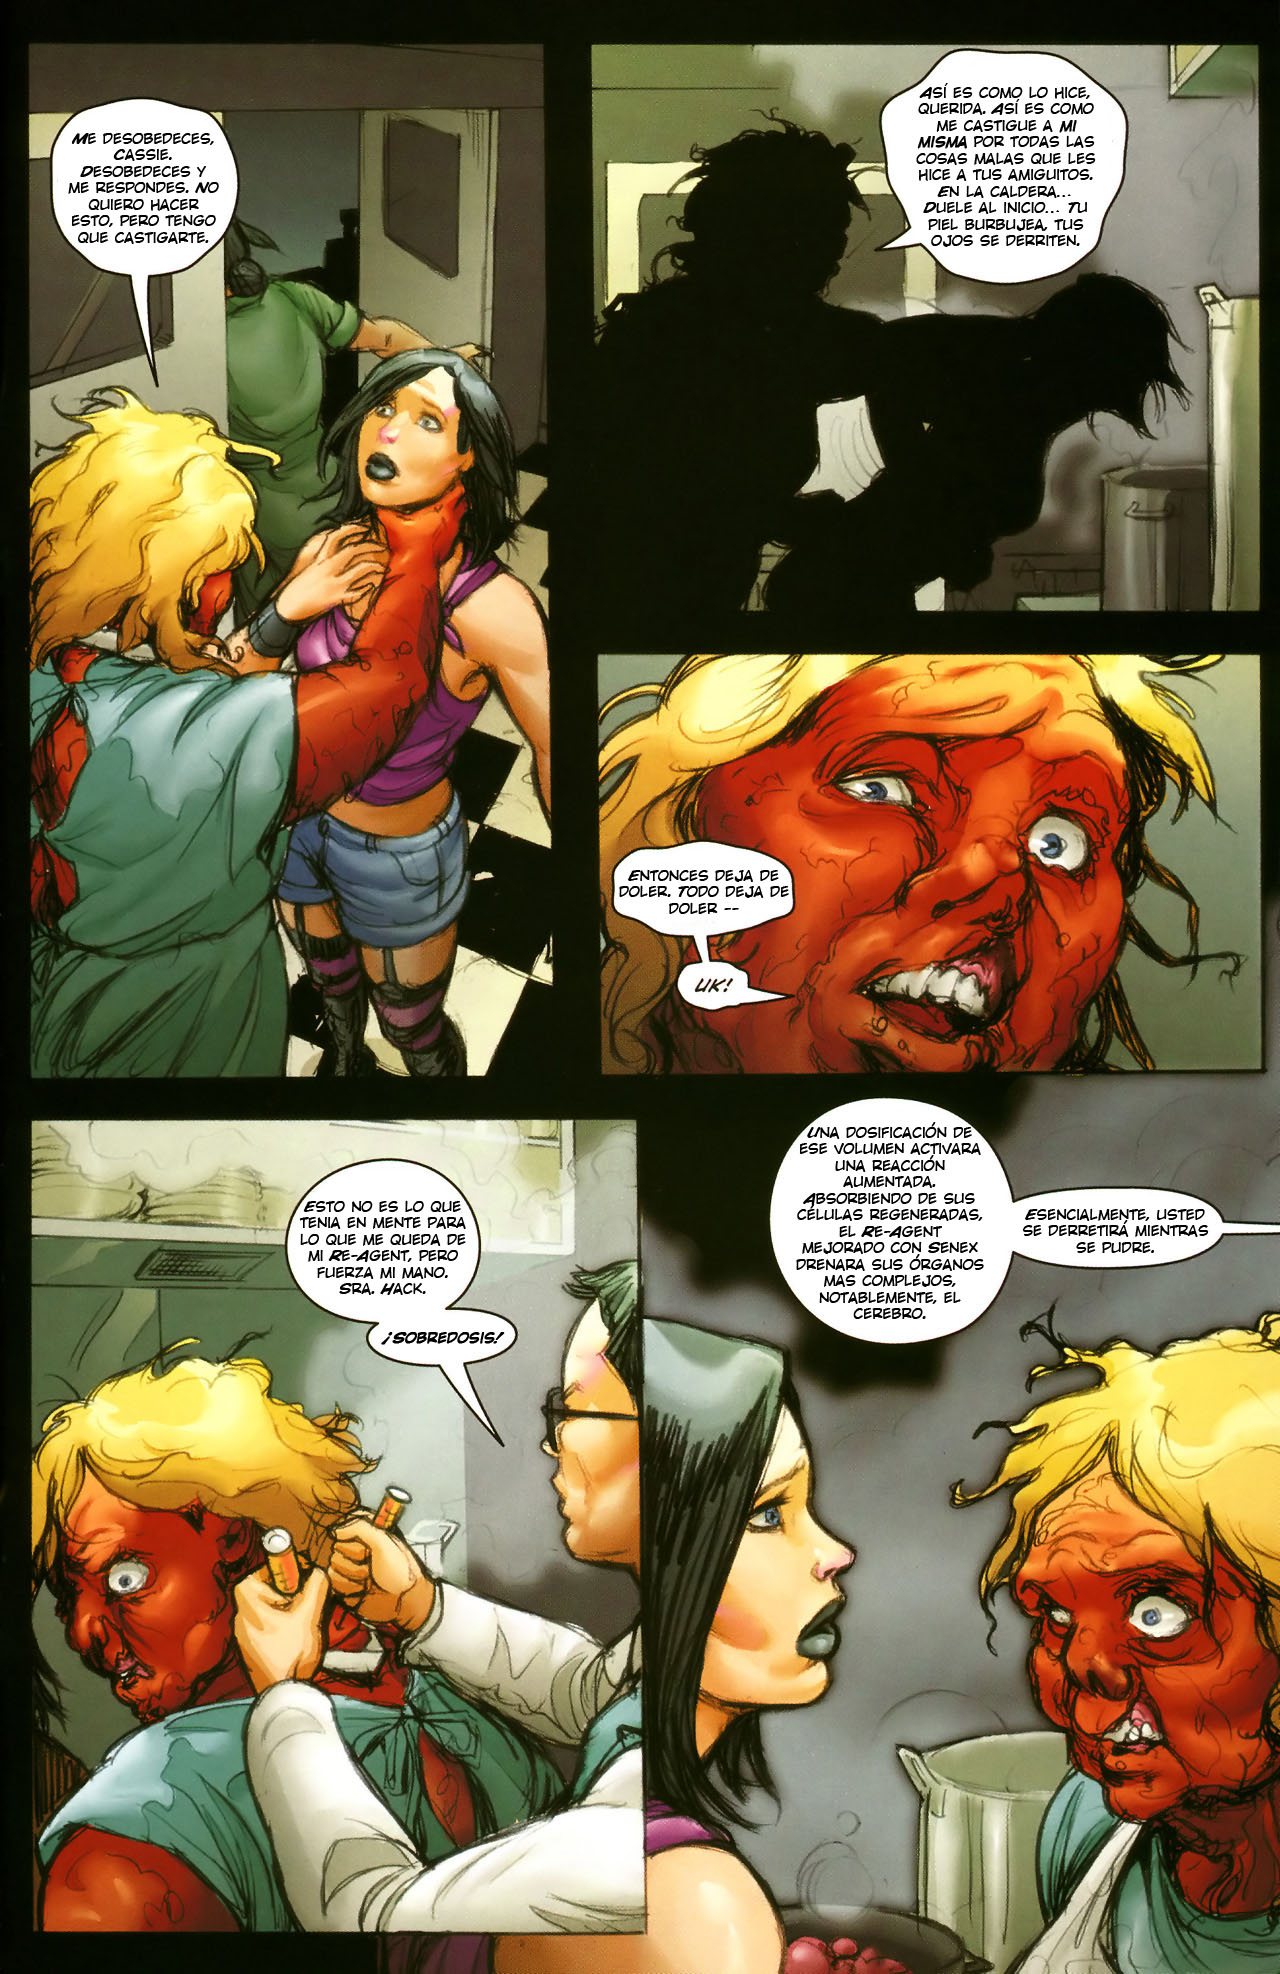 ME DESOBEDECES,
CASSIE.
DESOBEDECES Y
ME RESPONDES. NO
QUIERO HACER
ESTO, PERO TENGO
QUE CASTIGARTE.
ASÍ ES COMO LO HICE,
QUERIDA. ASÍ ES COMO
ME CASTIGUE A MI
MISMA POR TODAS LAS
COSAS MALAS QUE LES
HICE A TUS AMIGUITOS.
EN LA CALDERA...
DUELE AL INICIO... TU
PIEL BURBUJEA, TUS
OJOS SE DERRITEN.
ENTONCES DEJA DE
DOLER. TODO DEJA DE
DOLER --
UK!
ESTO NO ES LO QUE
TENIA EN MENTE PARA
LO QUE ME QUEDA DE
MI RE-AGENT, PERO
FUERZA MI MANO.
SRA. HACK.
¡SOBREDOSIS!
UNA DOSIFICACIÓN DE
ESE VOLUMEN ACTIVARA
UNA REACCIÓN
AUMENTADA.
ABSORBIENDO DE SUS
CÉLULAS REGENERADAS,
EL RE-AGENT
MEJORADO CON SENEX
DRENARA SUS ÓRGANOS
MAS COMPLEJOS,
NOTABLEMENTE, EL
CEREBRO.
ESENCIALMENTE, USTED
SE DERRETIRÁ MIENTRAS
SE PUDRE.